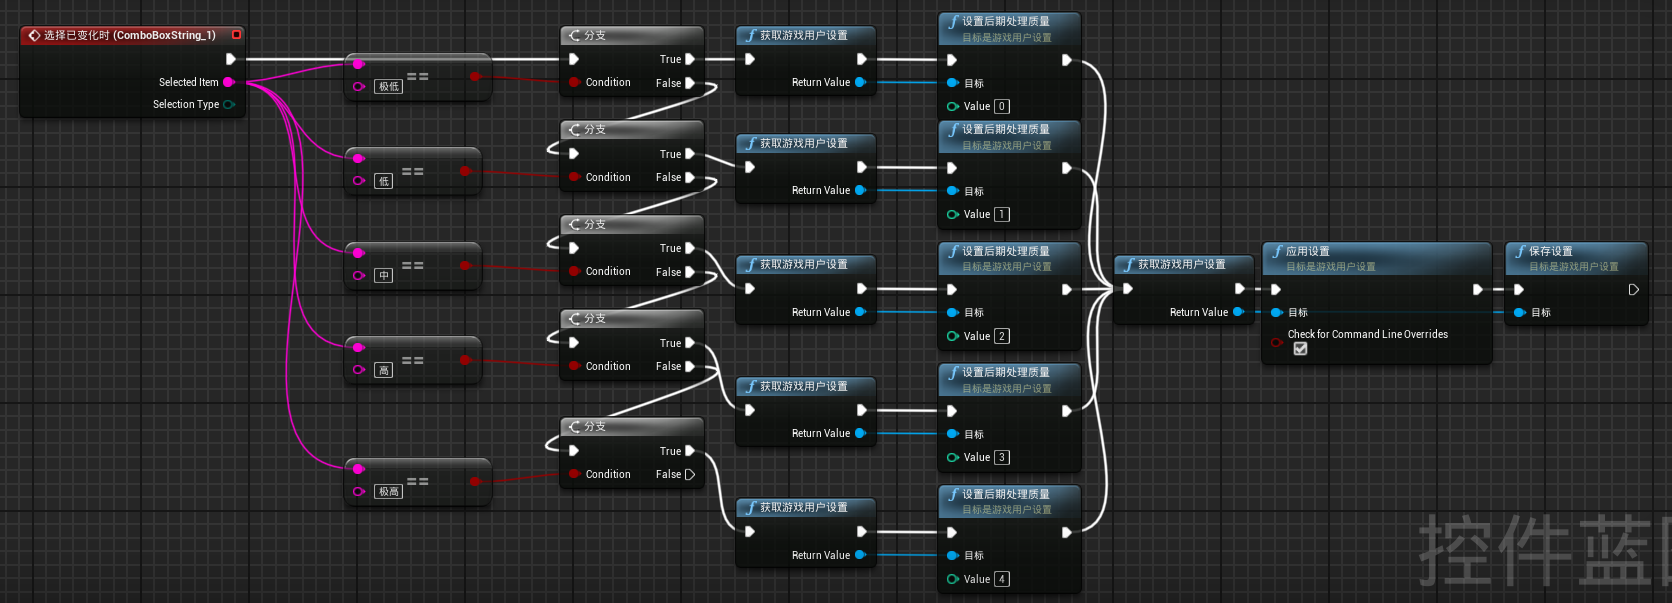 选择已变化时 (ComboBoxString_1)
Selected Item
Selection Type
==
极低
分支
True
Condition
False
获取游戏用户设置
Return Value
设置后期处理质量
目标是游戏用户设置
目标
Value 0
==
低
分支
True
Condition
False
获取游戏用户设置
Return Value
设置后期处理质量
目标是游戏用户设置
目标
Value 1
==
中
分支
True
Condition
False
获取游戏用户设置
Return Value
设置后期处理质量
目标是游戏用户设置
目标
Value 2
==
高
分支
True
Condition
False
获取游戏用户设置
Return Value
设置后期处理质量
目标是游戏用户设置
目标
Value 3
==
极高
分支
True
Condition
False
获取游戏用户设置
Return Value
设置后期处理质量
目标是游戏用户设置
目标
Value 4
获取游戏用户设置
Return Value
应用设置
目标是游戏用户设置
目标
Check for Command Line Overrides
保存设置
目标是游戏用户设置
目标
控件蓝